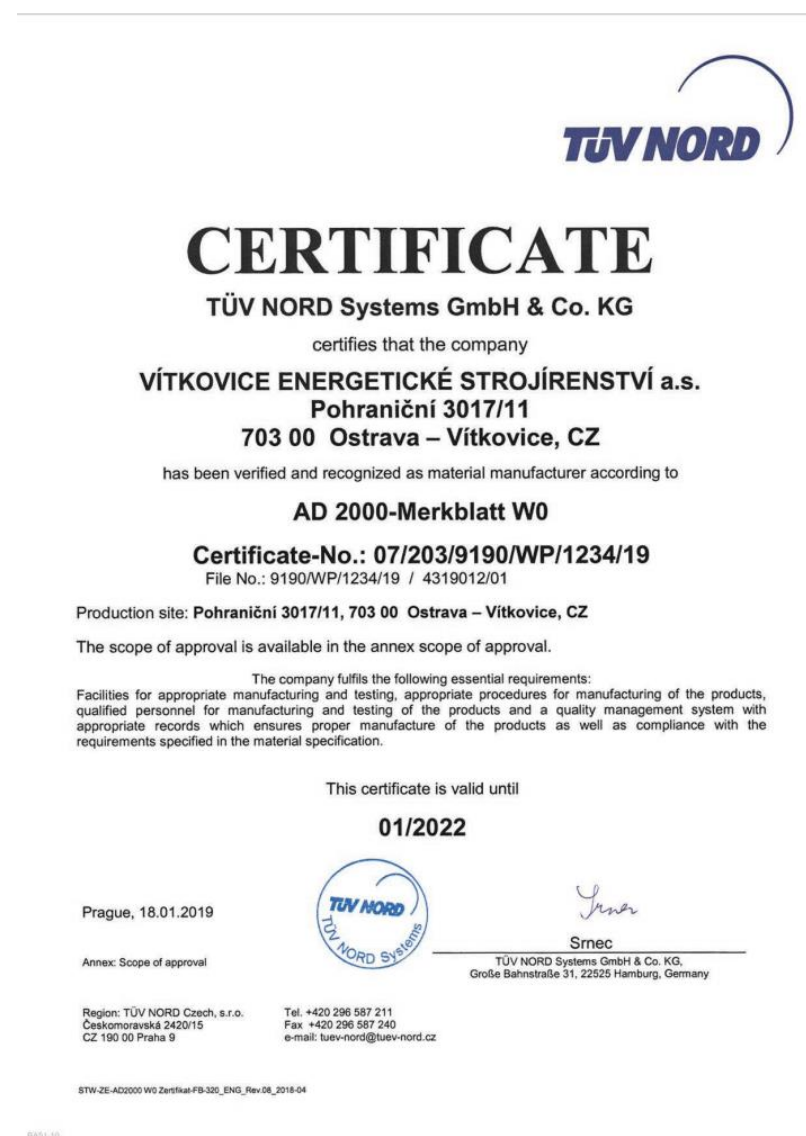 TÜV NORD
CERTIFICATE
TÜV NORD Systems GmbH & Co. KG
certifies that the company
VÍTKOVICE ENERGETICKÉ STROJÍRENSTVÍ a.s.
Pohraniční 3017/11
703 00 Ostrava – Vítkovice, CZ
has been verified and recognized as material manufacturer according to
AD 2000-Merkblatt W0
Certificate-No.: 07/203/9190/WP/1234/19
File No.: 9190/WP/1234/19 / 4319012/01
Production site: Pohraniční 3017/11, 703 00 Ostrava – Vítkovice, CZ
The scope of approval is available in the annex scope of approval.
The company fulfils the following essential requirements:
Facilities for appropriate manufacturing and testing, appropriate procedures for manufacturing of the products,
qualified personnel for manufacturing and testing of the products and a quality management system with
appropriate records which ensures proper manufacture of the products as well as compliance with the
requirements specified in the material specification.
This certificate is valid until
01/2022
Prague, 18.01.2019
TÜV NORD
TÜV NORD Systems
Srnec
Srnec
Annex: Scope of approval
TÜV NORD Systems GmbH & Co. KG,
Große Bahnstraße 31, 22525 Hamburg, Germany
Region: TÜV NORD Czech, s.r.o.
Českomoravská 2420/15
CZ 190 00 Praha 9
Tel. +420 296 587 211
Fax +420 296 587 240
e-mail: tuev-nord@tuev-nord.cz
STW-ZE-AD2000 W0 Zertifikat-FB-320_ENG_Rev.08_2018-04